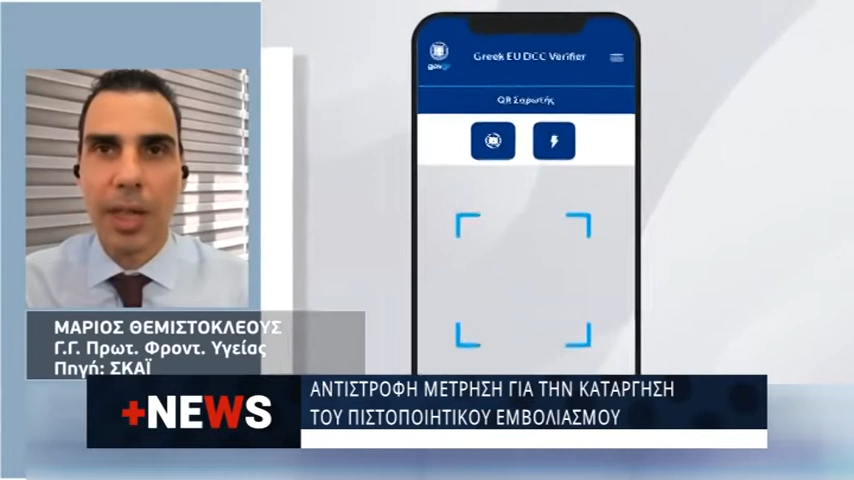 gov.gr
Greek EU DCC Verifier
QR Σαρωτής
ΜΑΡΙΟΣ ΘΕΜΙΣΤΟΚΛΕΟΥΣ
Γ.Γ. Πρωτ. Φροντ. Υγείας
Πηγή: ΣΚΑΪ
+NEWS
ΑΝΤΙΣΤΡΟΦΗ ΜΕΤΡΗΣΗ ΓΙΑ ΤΗΝ ΚΑΤΑΡΓΗΣΗ
ΤΟΥ ΠΙΣΤΟΠΟΙΗΤΙΚΟΥ ΕΜΒΟΛΙΑΣΜΟΥ